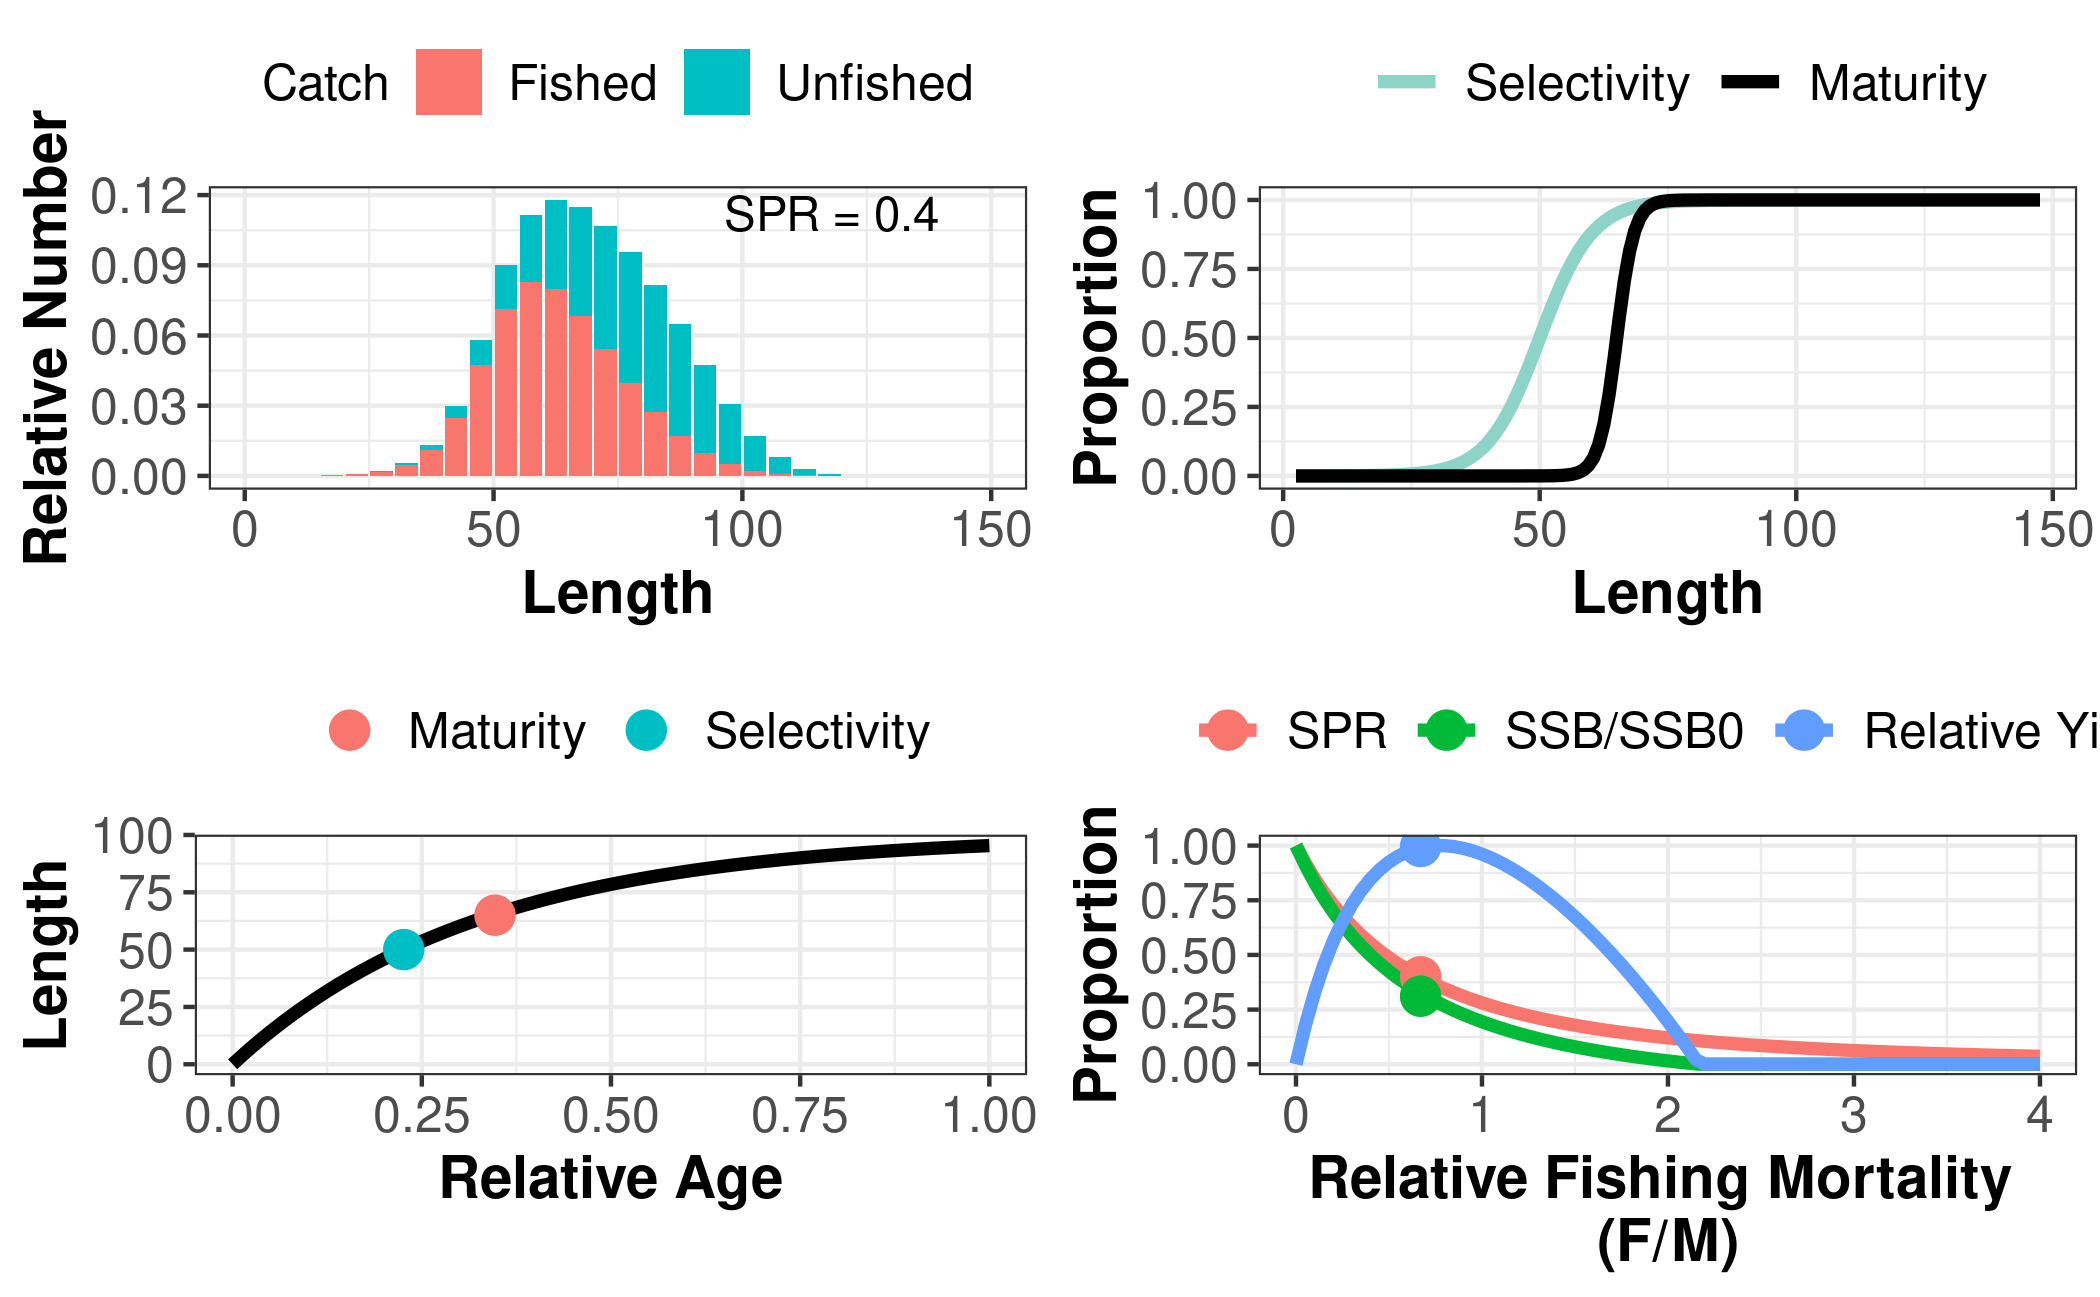 Catch Fished Unfished
Relative Number
0.12
0.09
0.06
0.03
0.00
SPR = 0.4
0 50 100 150
Length
Selectivity Maturity
Proportion
1.00
0.75
0.50
0.25
0.00
0 50 100 150
Length
Maturity Selectivity
Length
100
75
50
25
0
0.00 0.25 0.50 0.75 1.00
Relative Age
SPR SSB/SSB0 Relative Yi
Proportion
1.00
0.75
0.50
0.25
0.00
0 1 2 3 4
Relative Fishing Mortality
(F/M)